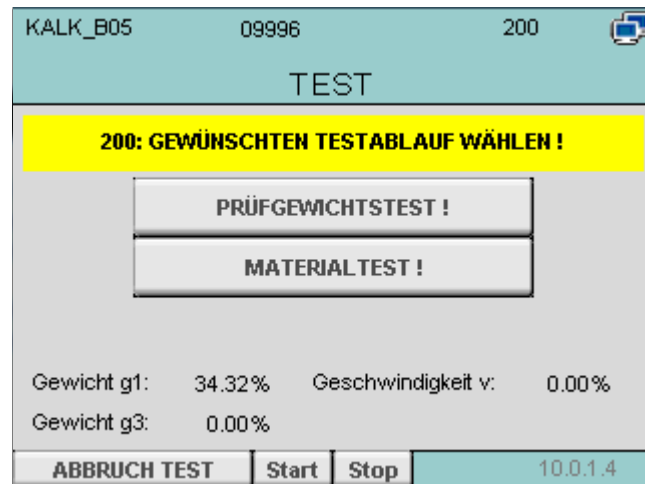 KALK_B05 09996 200
TEST
200: GEWÜNSCHTEN TESTABLAUF WÄHLEN !
PRÜFGEWICHTSTEST !
MATERIALTEST !
Gewicht g1: 34.32% Geschwindigkeit v: 0.00%
Gewicht g3: 0.00%
ABBRUCH TEST Start Stop 10.0.1.4